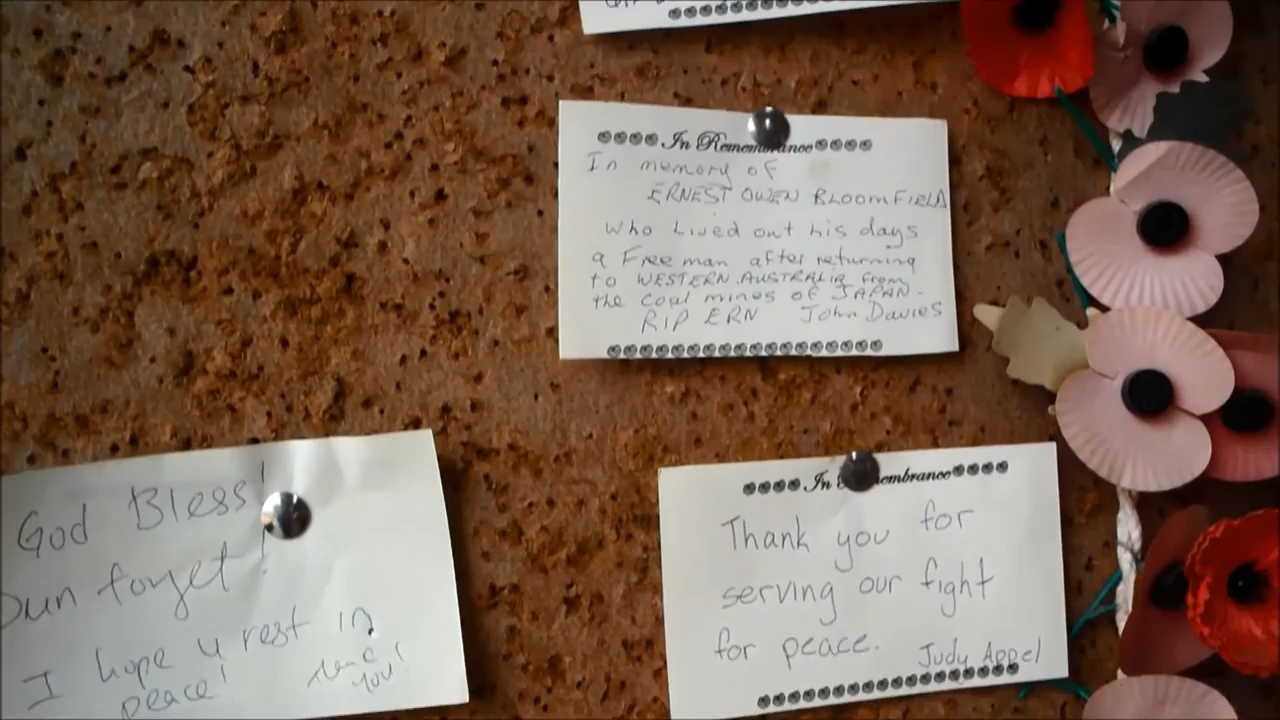 In Remembrance
In memory of
ERNEST OWEN BLOOMFIELD
who Lived out his days
a Free man after returning
to WESTERN AUSTRALIA from
the coal mines of JAPAN-
RIP ERN John Davies
God Bless!
Dun forget!
I hope u rest in
peace!
In Remembrance
Thank you for
serving our fight
for peace.
Judy Appel